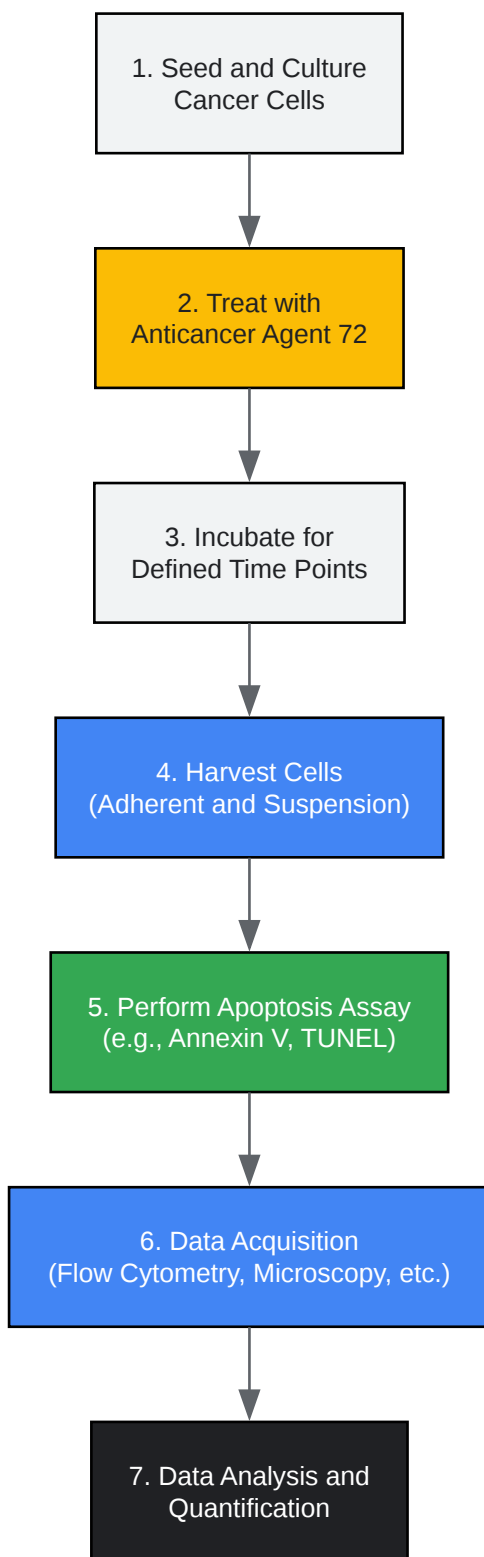 1. Seed and Culture
Cancer Cells
2. Treat with
Anticancer Agent 72
3. Incubate for
Defined Time Points
4. Harvest Cells
(Adherent and Suspension)
5. Perform Apoptosis Assay
(e.g., Annexin V, TUNEL)
6. Data Acquisition
(Flow Cytometry, Microscopy, etc.)
7. Data Analysis and
Quantification